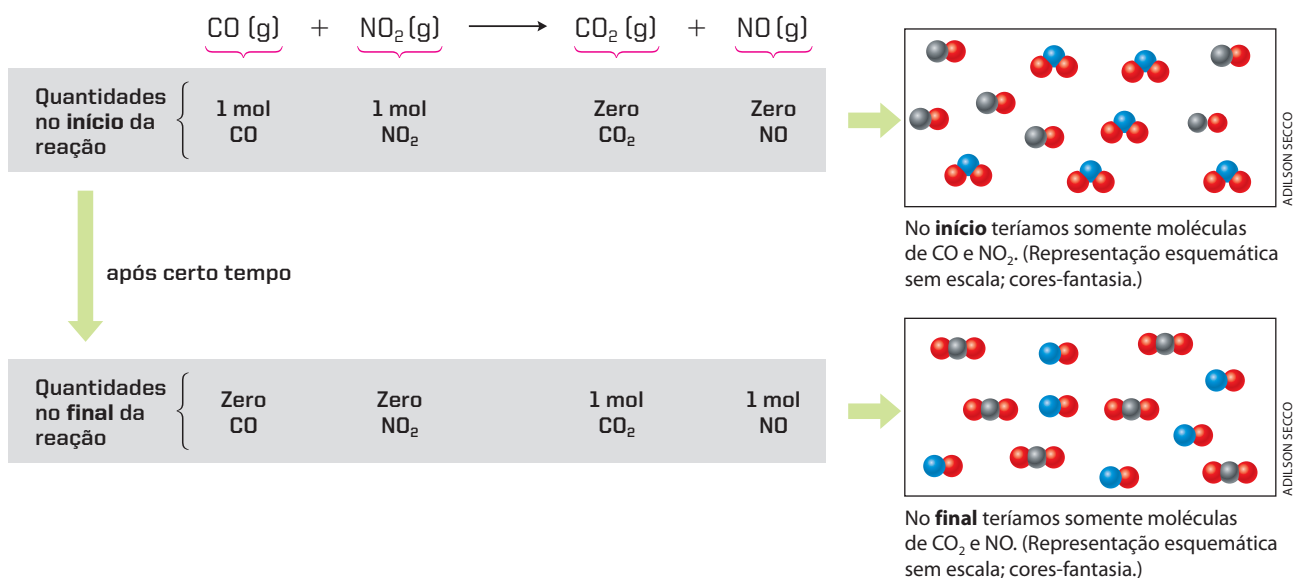 CO (g) + NO₂ (g) ⟶ CO₂ (g) + NO (g)
Quantidades
no início da
reação
1 mol
CO
1 mol
NO₂
Zero
CO₂
Zero
NO
ADILSON SECCO
No início teríamos somente moléculas
de CO e NO₂. (Representação esquemática
sem escala; cores-fantasia.)
após certo tempo
Quantidades
no final da
reação
Zero
CO
Zero
NO₂
1 mol
CO₂
1 mol
NO
ADILSON SECCO
No final teríamos somente moléculas
de CO₂ e NO. (Representação esquemática
sem escala; cores-fantasia.)